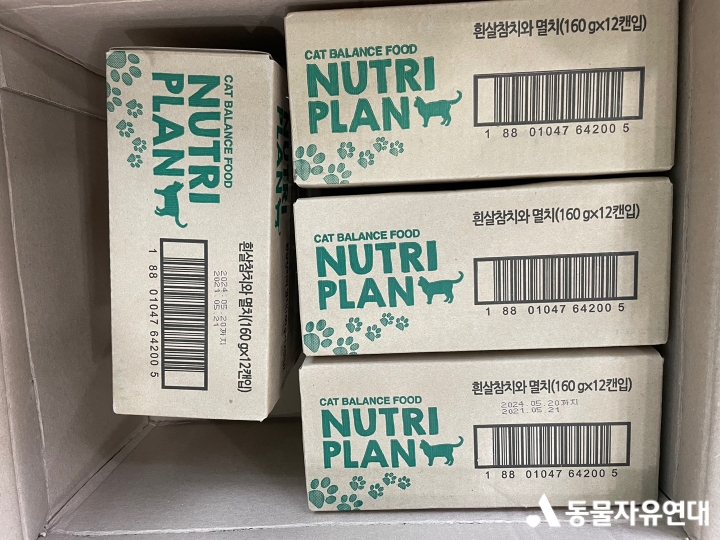 CAT BALANCE FOOD
NUTRI
PLAN
흰살참치와 멸치(160 g×12캔입)
2024.05.20까지
2021.05.21
1 88 01047 64200 5
CAT BALANCE FOOD
NUTRI
PLAN
흰살참치와 멸치(160 g×12캔입)
1 88 01047 64200 5
CAT BALANCE FOOD
NUTRI
PLAN
흰살참치와 멸치(160 g×12캔입)
1 88 01047 64200 5
CAT BALANCE FOOD
NUTRI
PLAN
흰살참치와 멸치(160 g×12캔입)
2024.05.20까지
2021.05.21
1 88 01047 64200 5
동물자유연대